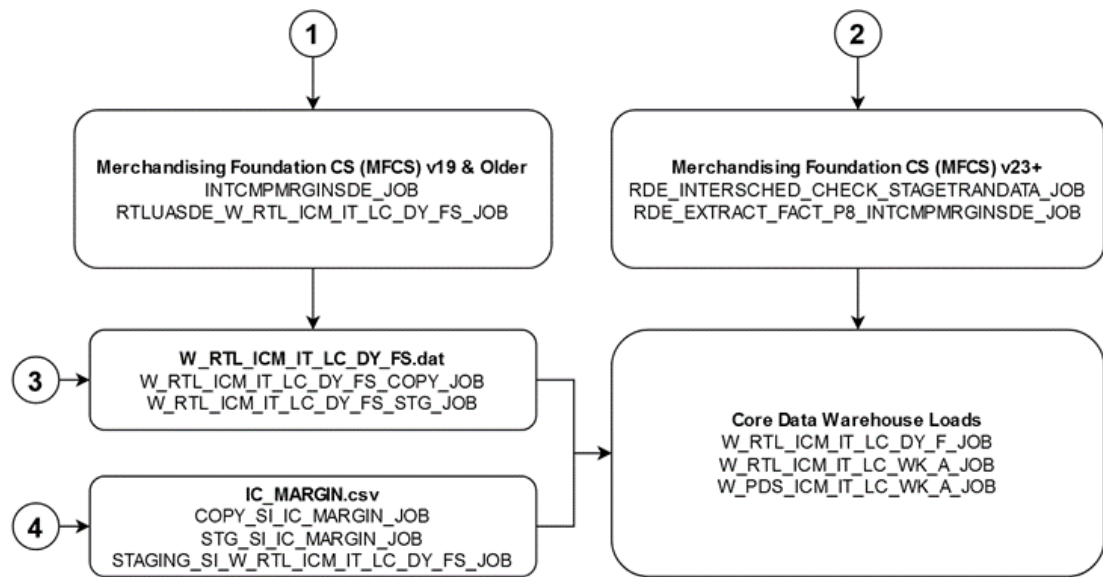 1
2
Merchandising Foundation CS (MFCS) v19 & Older
INTCMPMRGINSDE_JOB
RTLUASDE_W_RTL_ICM_IT_LC_DY_FS_JOB
Merchandising Foundation CS (MFCS) v23+
RDE_INTERSCHED_CHECK_STAGETRANDATA_JOB
RDE_EXTRACT_FACT_P8_INTCMPMRGINSDE_JOB
3
W_RTL_ICM_IT_LC_DY_FS.dat
W_RTL_ICM_IT_LC_DY_FS_COPY_JOB
W_RTL_ICM_IT_LC_DY_FS_STG_JOB
4
IC_MARGIN.csv
COPY_SI_IC_MARGIN_JOB
STG_SI_IC_MARGIN_JOB
STAGING_SI_W_RTL_ICM_IT_LC_DY_FS_JOB
Core Data Warehouse Loads
W_RTL_ICM_IT_LC_DY_F_JOB
W_RTL_ICM_IT_LC_WK_A_JOB
W_PDS_ICM_IT_LC_WK_A_JOB